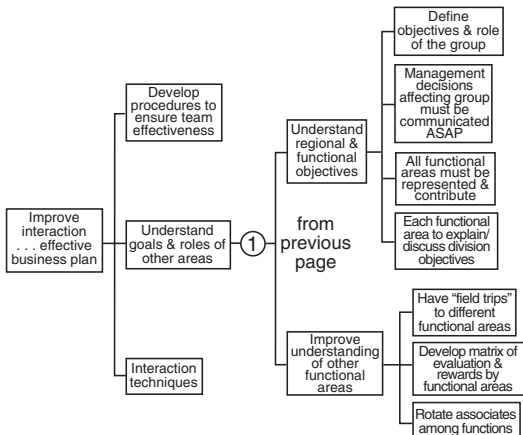 Improve
interaction
. . . effective
business plan
Develop
procedures to
ensure team
effectiveness
Understand
goals & roles of
other areas
Interaction
techniques
1
from
previous
page
Understand
regional &
functional
objectives
Define
objectives & role
of the group
Management
decisions
affecting group
must be
communicated
ASAP
All functional
areas must be
represented &
contribute
Each functional
area to explain/
discuss division
objectives
Improve
understanding
of other
functional
areas
Have “field trips”
to different
functional areas
Develop matrix of
evaluation &
rewards by
functional areas
Rotate associates
among functions